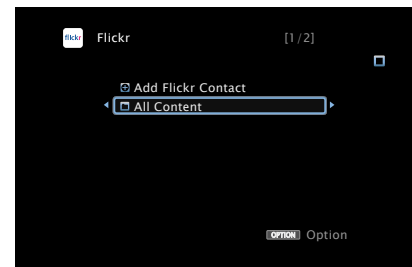 flickr Flickr [1/2]
Add Flickr Contact
All Content
OPTION Option